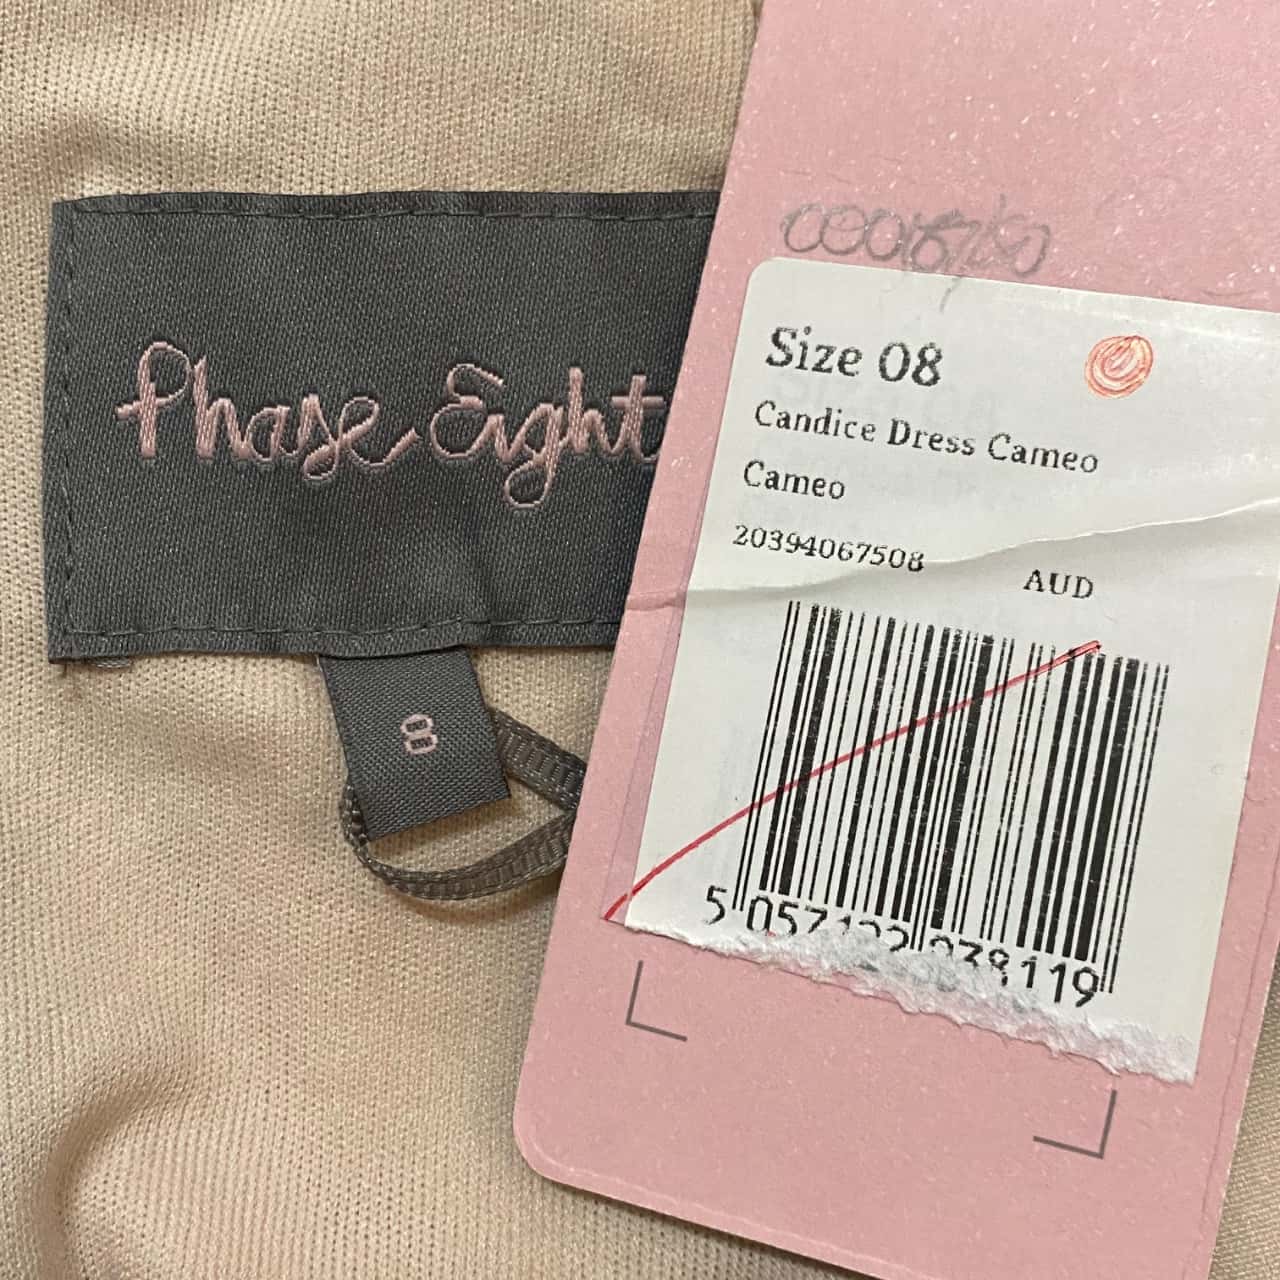 Phase Eight
8
Size 08
Candice Dress Cameo
Cameo
20394067508
AUD